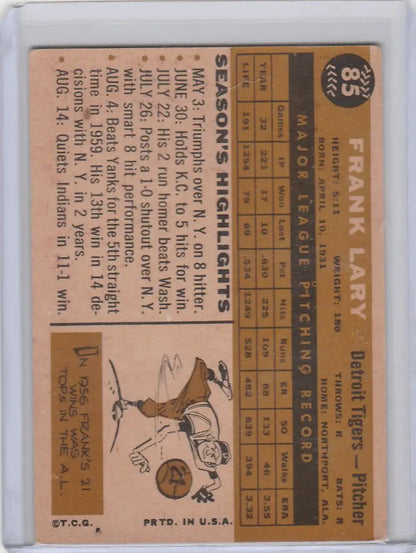 85
FRANK LARY
Detroit Tigers — Pitcher
HEIGHT: 5:11 WEIGHT: 180 THROWS: R BATS: R
BORN: APRIL 10, 1931 HOME: NORTHPORT, ALA.
MAJOR LEAGUE PITCHING RECORD
Games IP Won Lost Pct Hits Runs ER SO Walks ERA
YEAR 32 223 17 10 .630 225 109 88 133 46 3.55
LIFE 191 1254 79 69 .534 1249 528 462 639 394 3.32
SEASON'S HIGHLIGHTS
MAY 3: Triumphs over N. Y. on 8 hitter.
JUNE 30: Holds K.C. to 5 hits for win.
JULY 22: His 2 run homer beats Wash.
JULY 26: Posts a 1-0 shutout over N. Y.
with smart 8 hit performance.
AUG. 4: Beats Yanks for the 5th straight
time in 1959. His 13th win in 14 de-
cisions with N. Y. in 2 years.
AUG. 14: Quiets Indians in 11-1 win.
21
IN 1956 FRANK'S 21
WINS WAS
TOPS IN THE A.L.
©T.C.G. PRTD. IN U.S.A.